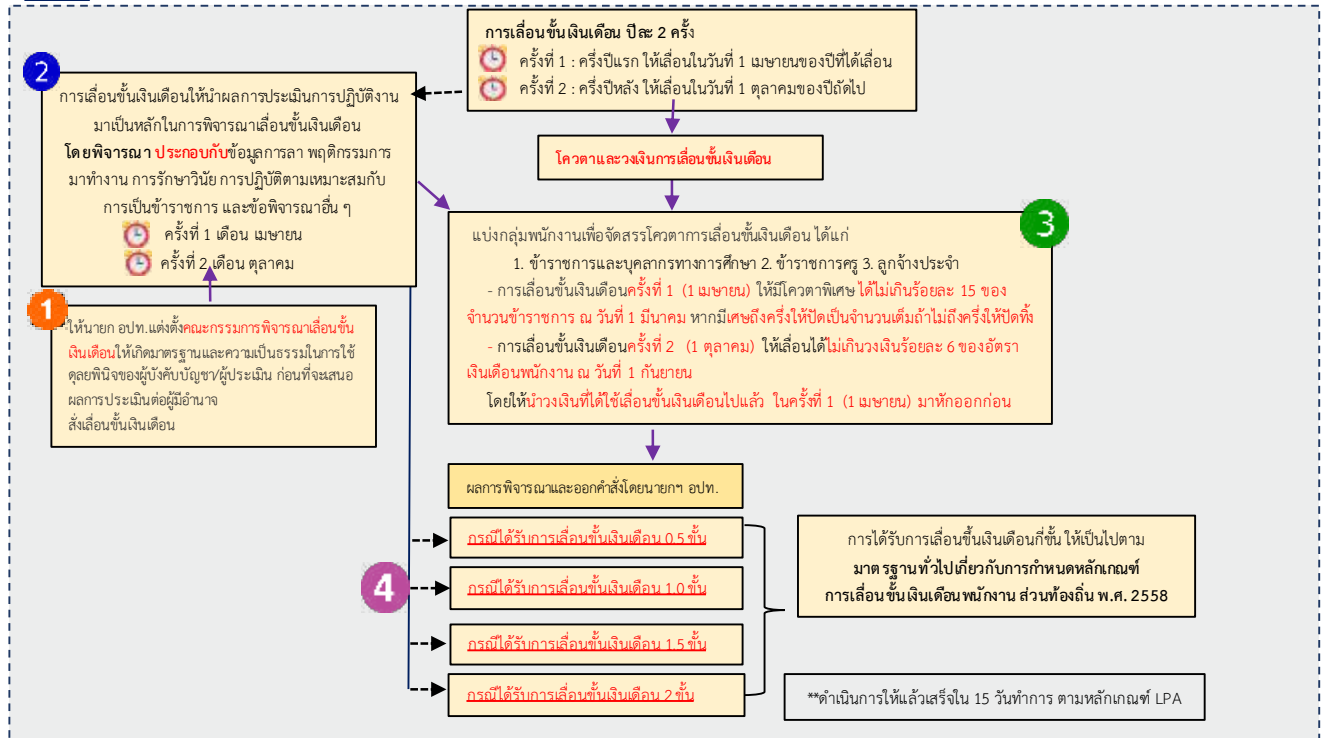 การเลื่อนขั้นเงินเดือน ปีละ 2 ครั้ง
ครั้งที่ 1 : ครึ่งปีแรก ให้เลื่อนในวันที่ 1 เมษายนของปีที่ได้เลื่อน
ครั้งที่ 2 : ครึ่งปีหลัง ให้เลื่อนในวันที่ 1 ตุลาคมของปีถัดไป
2
การเลื่อนขั้นเงินเดือนให้นำผลการประเมินการปฏิบัติงาน
มาเป็นหลักในการพิจารณาเลื่อนขั้นเงินเดือน
โดยพิจารณา ประกอบกับข้อมูลการลา พฤติกรรมการ
มาทำงาน การรักษาวินัย การปฏิบัติตามเหมาะสมกับ
การเป็นข้าราชการ และข้อพิจารณาอื่น ๆ
ครั้งที่ 1 เดือน เมษายน
ครั้งที่ 2 เดือน ตุลาคม
โควตาและวงเงินการเลื่อนขั้นเงินเดือน
3
แบ่งกลุ่มพนักงานเพื่อจัดสรรโควตาการเลื่อนขั้นเงินเดือน ได้แก่
1. ข้าราชการและบุคลากรทางการศึกษา 2. ข้าราชการครู 3. ลูกจ้างประจำ
- การเลื่อนขั้นเงินเดือนครั้งที่ 1 (1 เมษายน) ให้มีโควตาพิเศษ ได้ไม่เกินร้อยละ 15 ของ
จำนวนข้าราชการ ณ วันที่ 1 มีนาคม หากมีเศษถึงครึ่งให้ปัดเป็นจำนวนเต็มถ้าไม่ถึงครึ่งให้ปัดทิ้ง
- การเลื่อนขั้นเงินเดือนครั้งที่ 2 (1 ตุลาคม) ให้เลื่อนได้ไม่เกินวงเงินร้อยละ 6 ของอัตรา
เงินเดือนพนักงาน ณ วันที่ 1 กันยายน
โดยให้นำวงเงินที่ได้ใช้เลื่อนขั้นเงินเดือนไปแล้ว ในครั้งที่ 1 (1 เมษายน) มาหักออกก่อน
1
ให้นายก อปท.แต่งตั้งคณะกรรมการพิจารณาเลื่อนขั้น
เงินเดือนให้เกิดมาตรฐานและความเป็นธรรมในการใช้
ดุลยพินิจของผู้บังคับบัญชา/ผู้ประเมิน ก่อนที่จะเสนอ
ผลการประเมินต่อผู้มีอำนาจ
สั่งเลื่อนขั้นเงินเดือน
ผลการพิจารณาและออกคำสั่งโดยนายกฯ อปท.
4
กรณีได้รับการเลื่อนขั้นเงินเดือน 0.5 ขั้น
กรณีได้รับการเลื่อนขั้นเงินเดือน 1.0 ขั้น
กรณีได้รับการเลื่อนขั้นเงินเดือน 1.5 ขั้น
กรณีได้รับการเลื่อนขั้นเงินเดือน 2 ขั้น
การได้รับการเลื่อนขึ้นเงินเดือนกี่ขั้น ให้เป็นไปตาม
มาตรฐานทั่วไปเกี่ยวกับการกำหนดหลักเกณฑ์
การเลื่อนขั้นเงินเดือนพนักงาน ส่วนท้องถิ่น พ.ศ. 2558
**ดำเนินการให้แล้วเสร็จใน 15 วันทำการ ตามหลักเกณฑ์ LPA